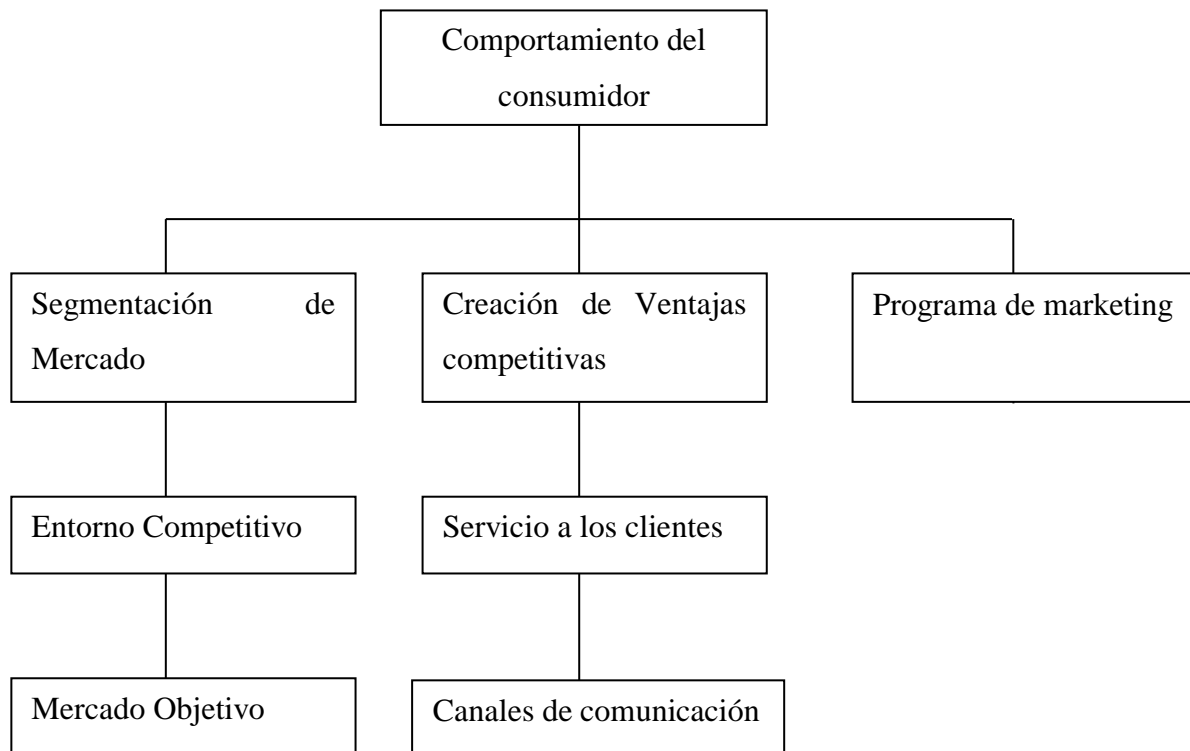 Comportamiento del
consumidor
Segmentación de
Mercado
Creación de Ventajas
competitivas
Programa de marketing
Entorno Competitivo
Servicio a los clientes
Mercado Objetivo
Canales de comunicación